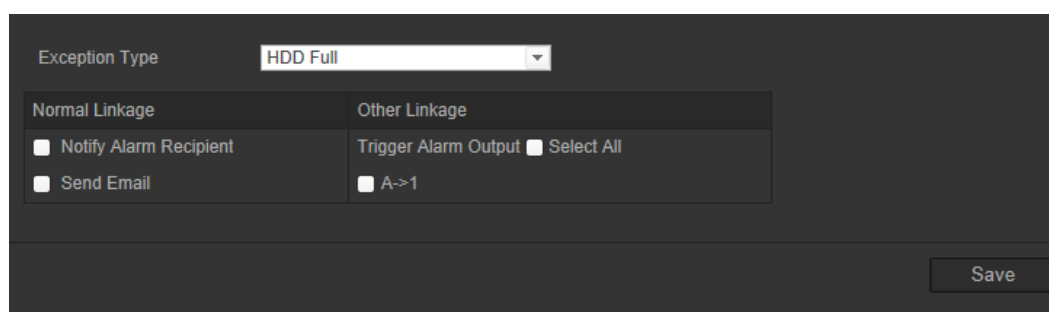 Exception Type HDD Full
Normal Linkage Other Linkage
Notify Alarm Recipient Trigger Alarm Output Select All
Send Email A->1
Save